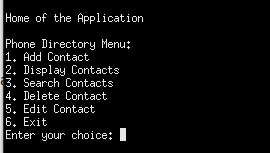 Home of the Application
Phone Directory Menu:
1. Add Contact
2. Display Contacts
3. Search Contacts
4. Delete Contact
5. Edit Contact
6. Exit
Enter your choice: